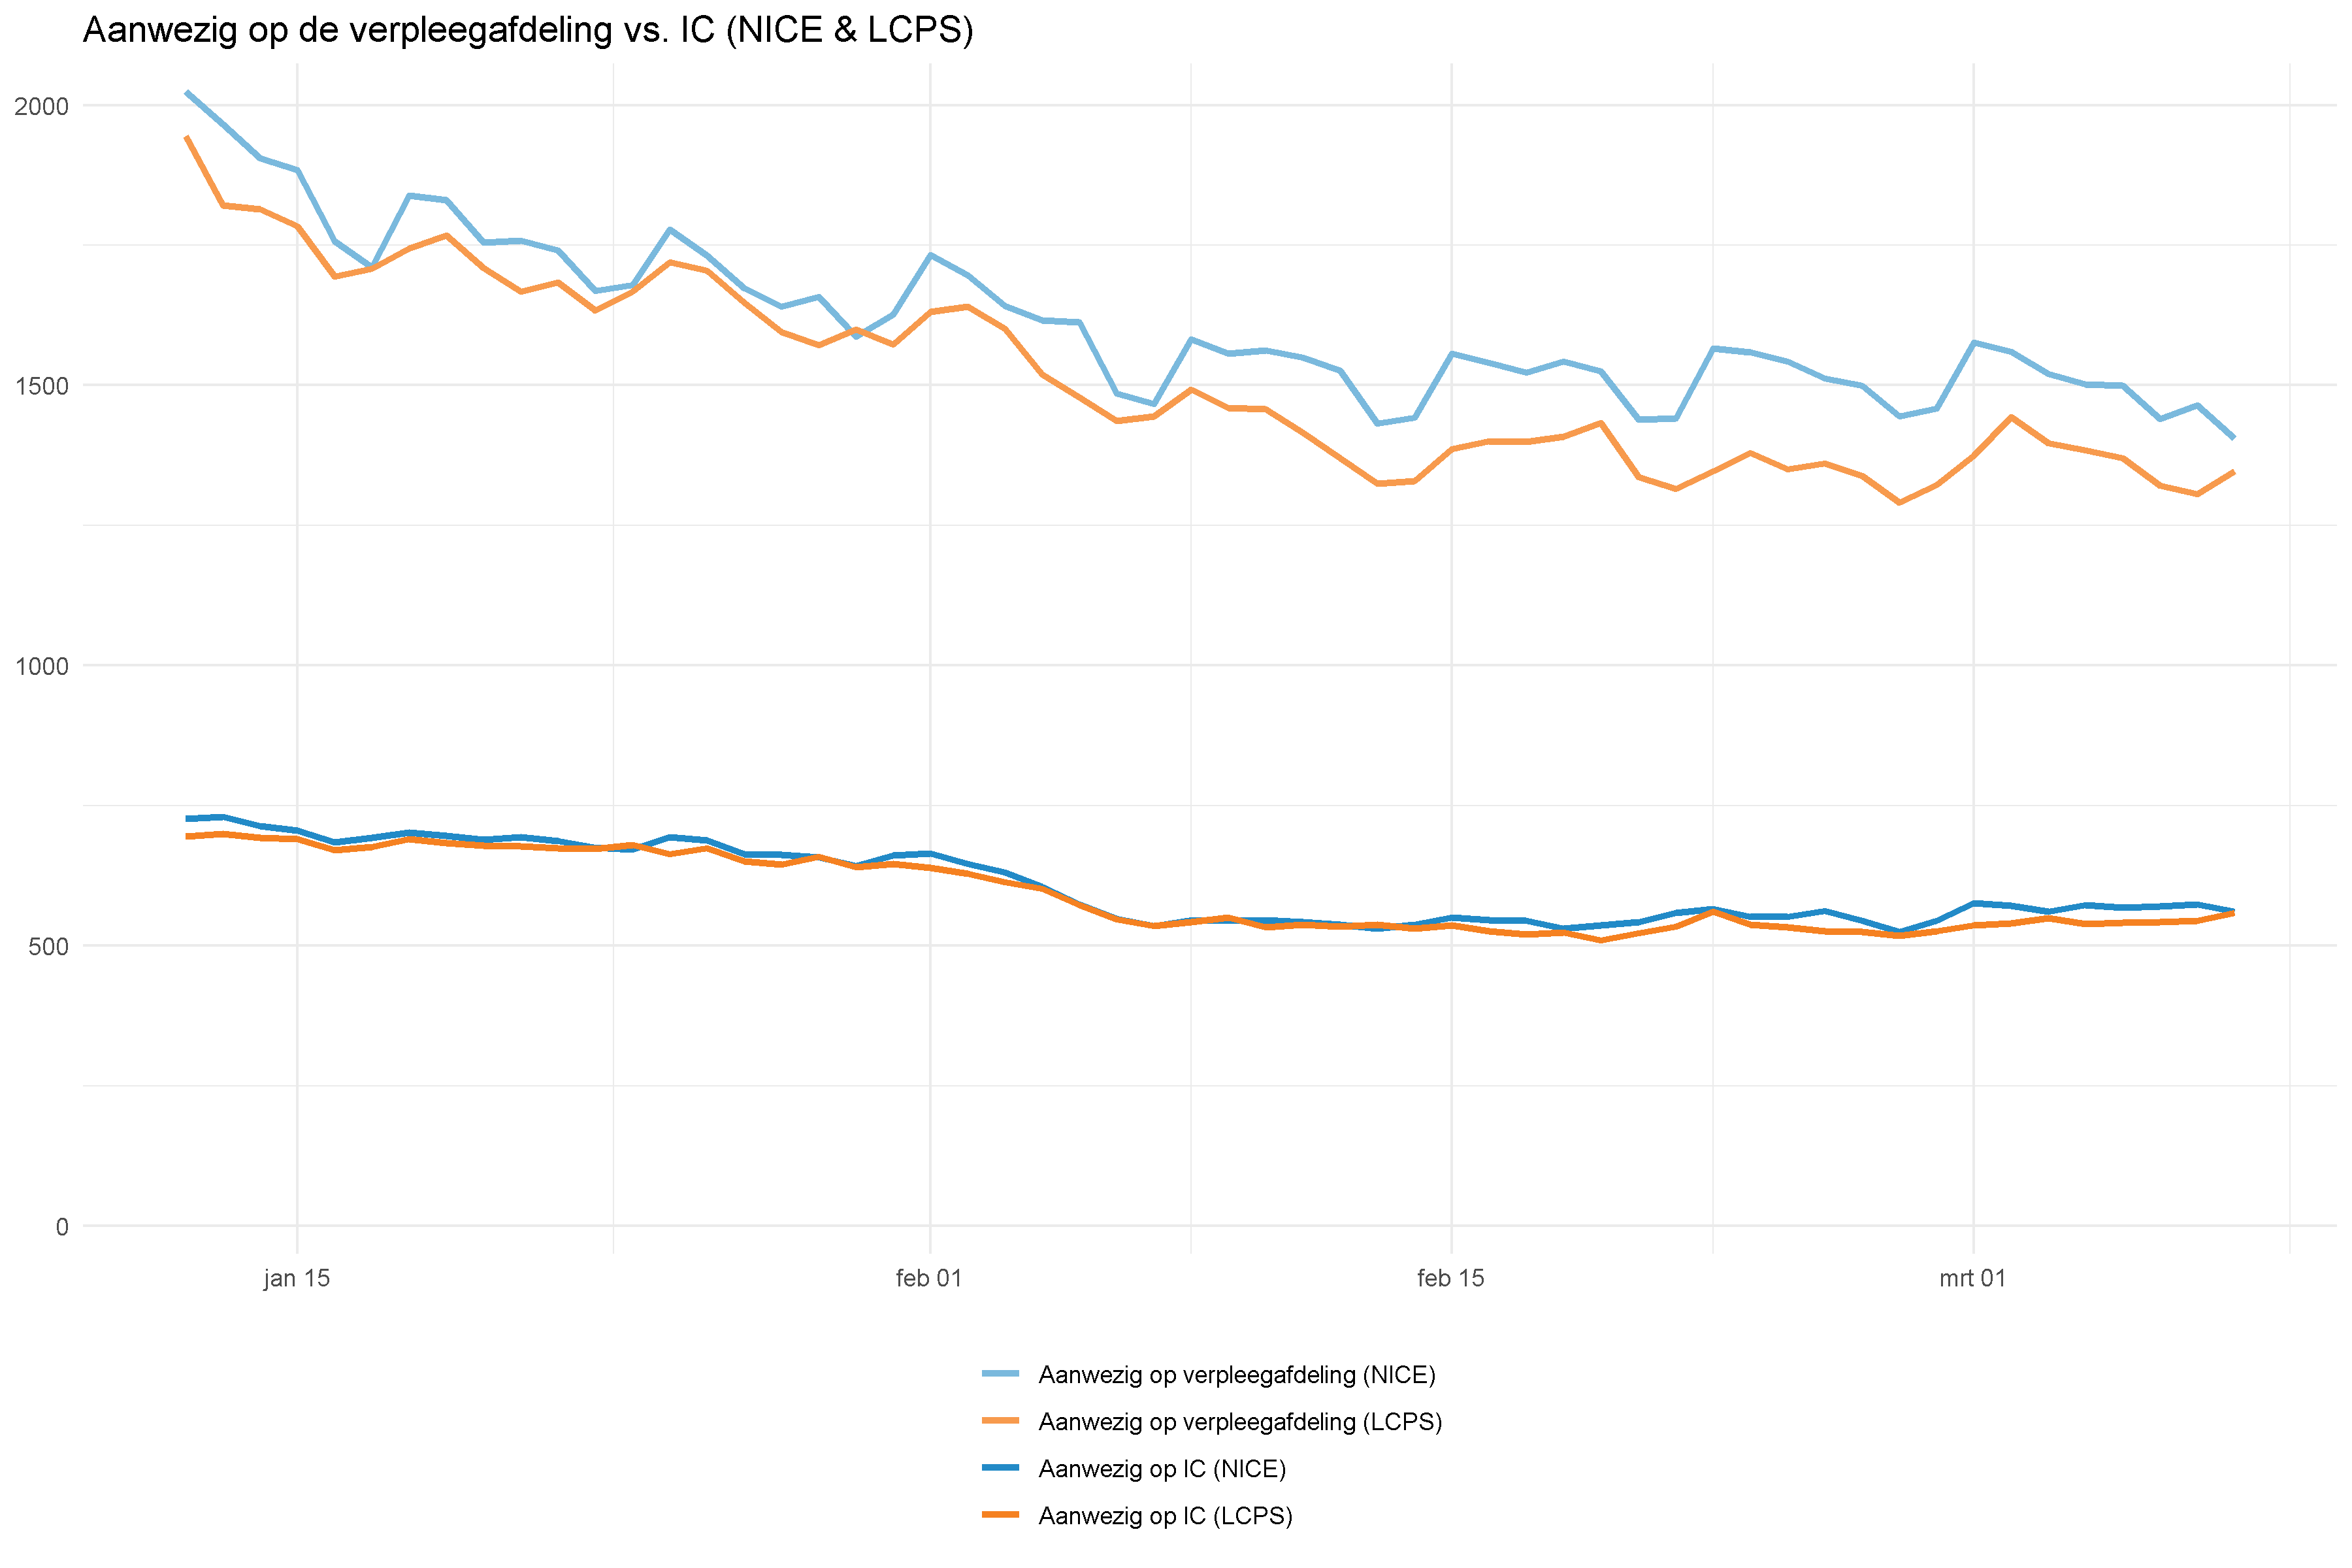 Aanwezig op de verpleegafdeling vs. IC (NICE & LCPS)
2000
1500
1000
500
0
jan 15
feb 01
feb 15
mrt 01
Aanwezig op verpleegafdeling (NICE)
Aanwezig op verpleegafdeling (LCPS)
Aanwezig op IC (NICE)
Aanwezig op IC (LCPS)